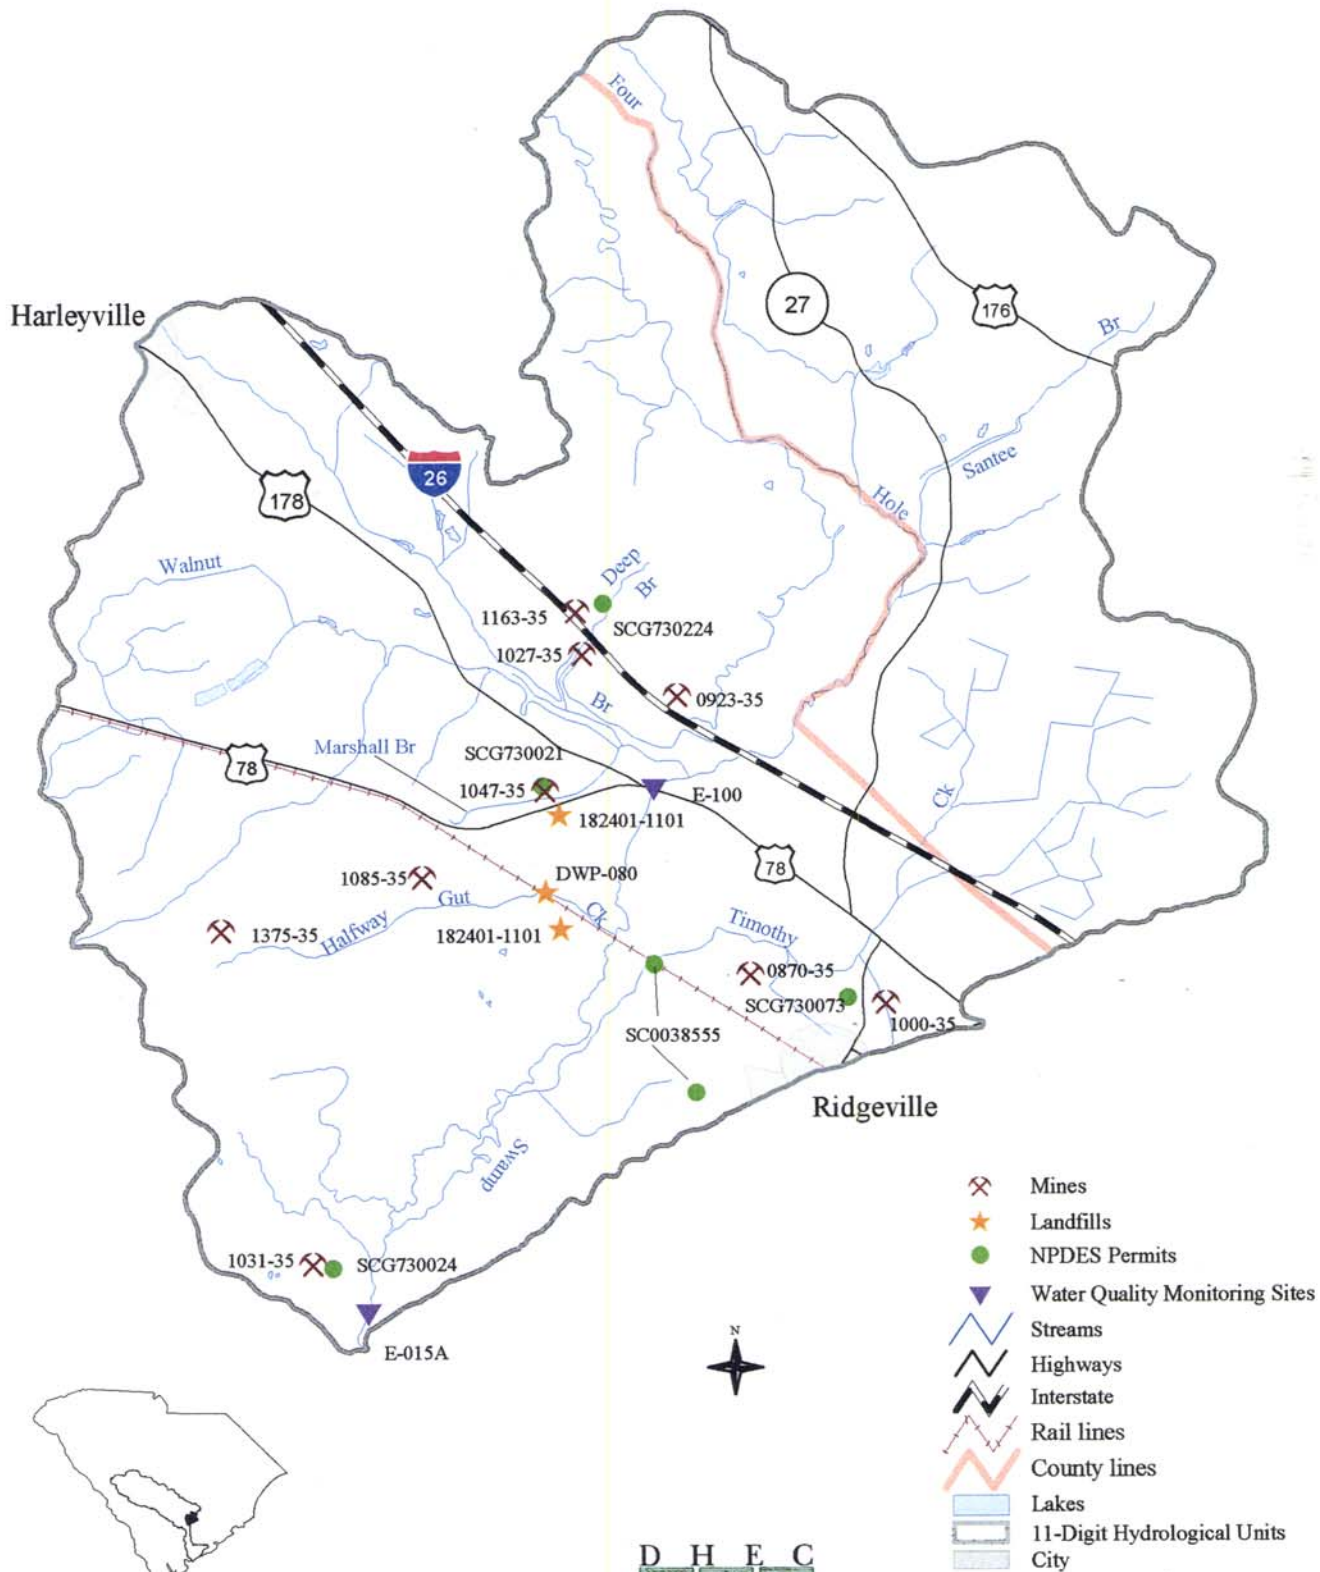 Four
Harleyville
27
176
Br
26
178
Santee
Hole
Walnut
Deep
Br
1163-35
SCG730224
1027-35
Br
0923-35
Marshall Br
SCG730021
78
1047-35
E-100
Ck
182401-1101
78
DWP-080
1085-35
Gut
Ck
Timothy
1375-35
Halfway
182401-1101
0870-35
SCG730073
SC0038555
1000-35
Ridgeville
Swamp
1031-35
SCG730024
E-015A
N
Mines
Landfills
NPDES Permits
Water Quality Monitoring Sites
Streams
Highways
Interstate
Rail lines
County lines
Lakes
11-Digit Hydrological Units
City
D H E C